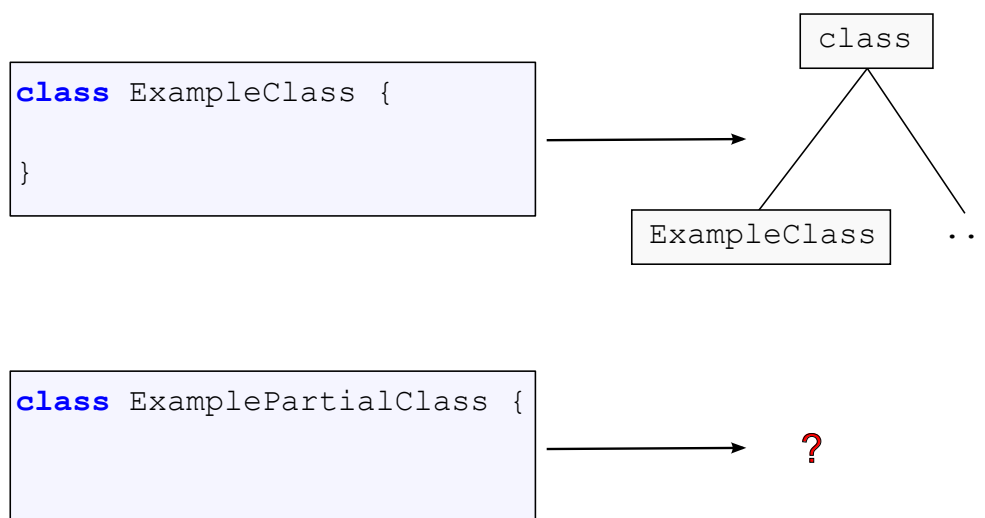 class
class ExampleClass {
}
ExampleClass
..
class ExamplePartialClass {
?